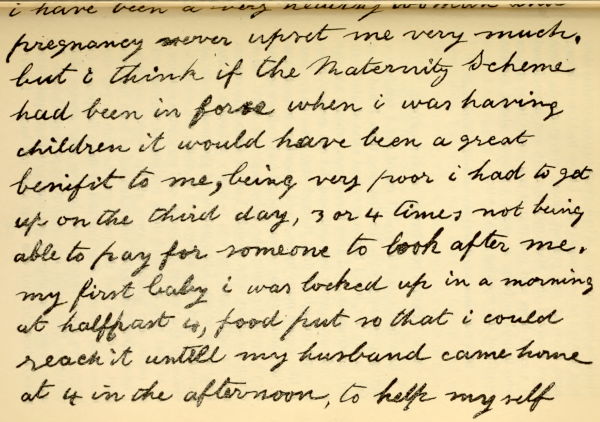 i have been a very healthy woman and
pregnancy never upset me very much.
but i think if the Maternity Scheme
had been in force when i was having
children it would have been a great
benifit to me, being very poor i had to get
up on the third day, 3 or 4 times not being
able to pay for someone to look after me.
my first baby i was locked up in a morning
at halfpast 4, food put so that i could
reach it untill my husband came home
at 4 in the afternoon, to help myself